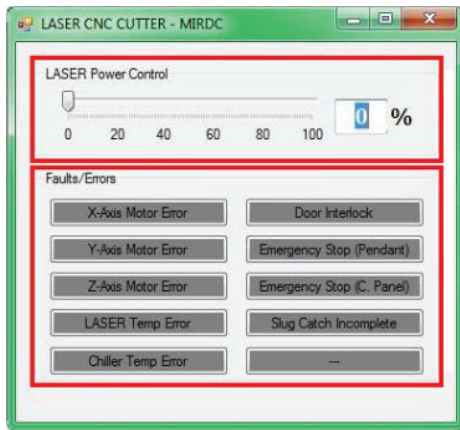 LASER CNC CUTTER - MIRDC
LASER Power Control
0 %
0 20 40 60 80 100
Faults/Errors
X-Axis Motor Error Door Interlock
Y-Axis Motor Error Emergency Stop (Pendant)
Z-Axis Motor Error Emergency Stop (C. Panel)
LASER Temp Error Slug Catch Incomplete
Chiller Temp Error ---